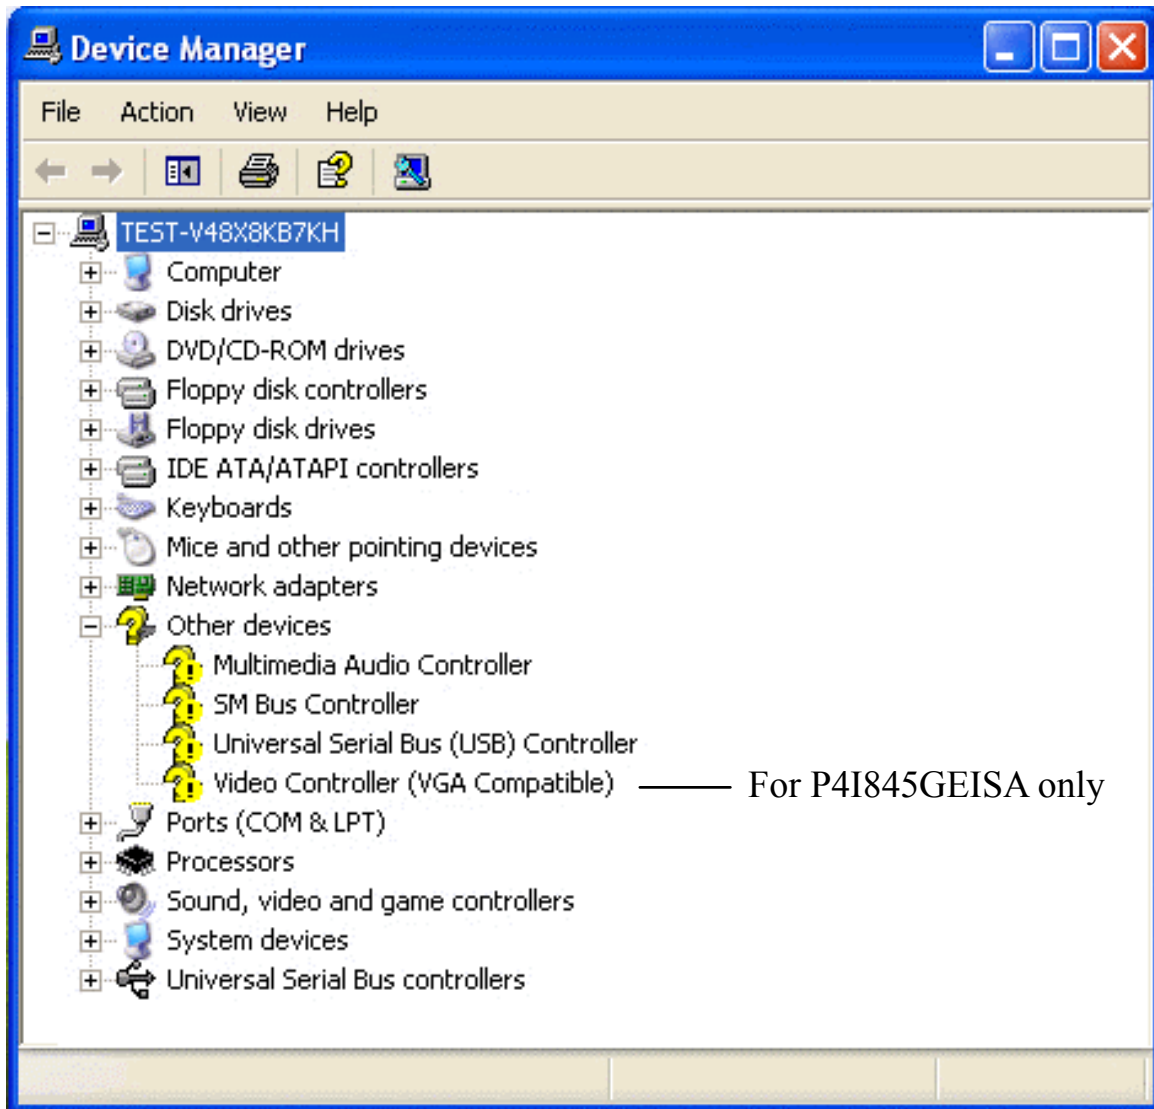 Device Manager
File Action View Help
TEST-V48X8KB7KH
Computer
Disk drives
DVD/CD-ROM drives
Floppy disk controllers
Floppy disk drives
IDE ATA/ATAPI controllers
Keyboards
Mice and other pointing devices
Network adapters
Other devices
Multimedia Audio Controller
SM Bus Controller
Universal Serial Bus (USB) Controller
Video Controller (VGA Compatible) For P4I845GEISA only
Ports (COM & LPT)
Processors
Sound, video and game controllers
System devices
Universal Serial Bus controllers